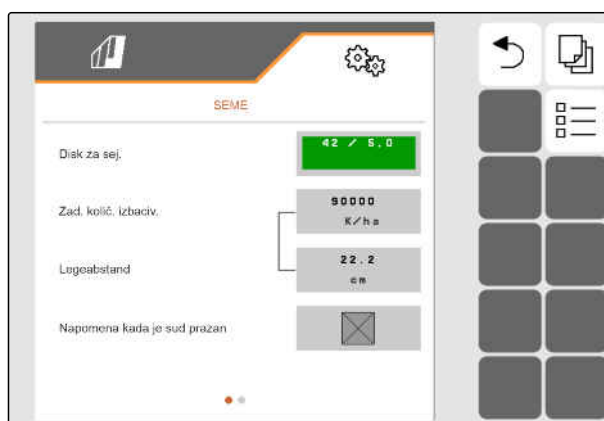 SEME
Disk za sej.
42 / 5,0
Zad. količ. izbaciv.
90000
K/ha
Legeabstand
22.2
cm
Napomena kada je sud prazan